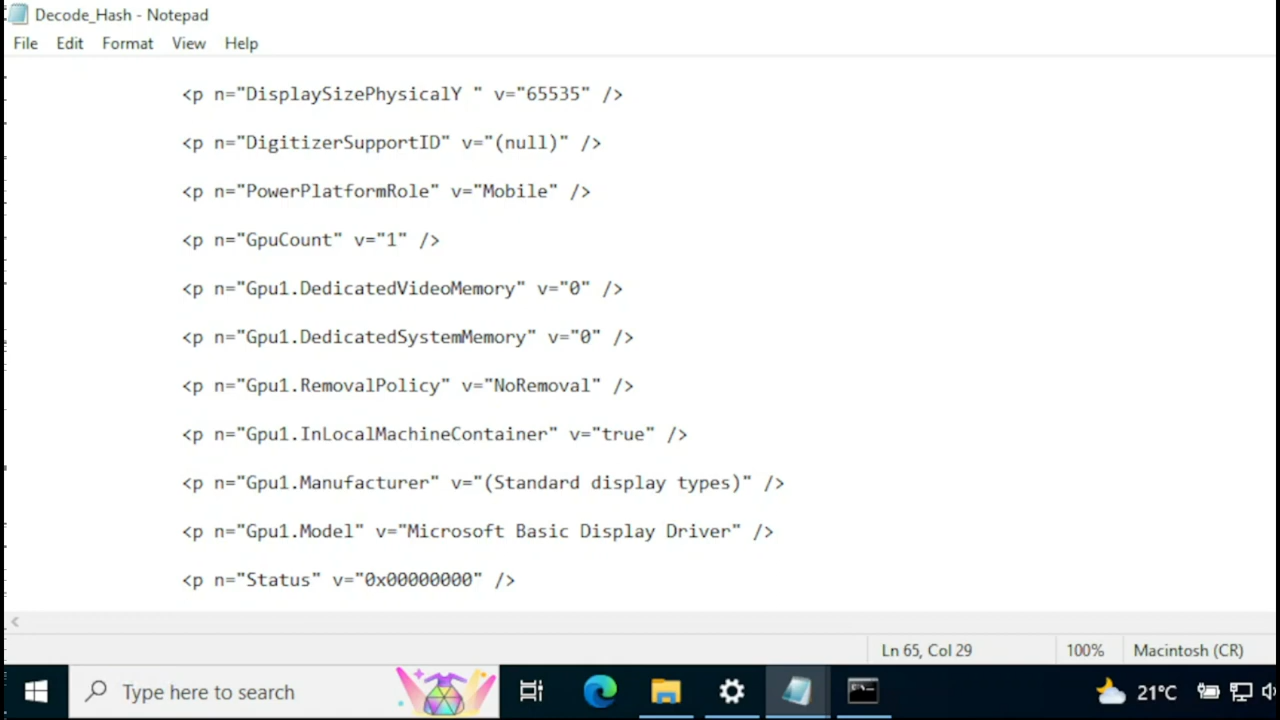 Decode_Hash - Notepad
File Edit Format View Help
<p n="DisplaySizePhysicalY " v="65535" />
<p n="DigitizerSupportID" v="(null)" />
<p n="PowerPlatformRole" v="Mobile" />
<p n="GpuCount" v="1" />
<p n="Gpu1.DedicatedVideoMemory" v="0" />
<p n="Gpu1.DedicatedSystemMemory" v="0" />
<p n="Gpu1.RemovalPolicy" v="NoRemoval" />
<p n="Gpu1.InLocalMachineContainer" v="true" />
<p n="Gpu1.Manufacturer" v="(Standard display types)" />
<p n="Gpu1.Model" v="Microsoft Basic Display Driver" />
<p n="Status" v="0x00000000" />
Ln 65, Col 29 100% Macintosh (CR)
Type here to search 21°C